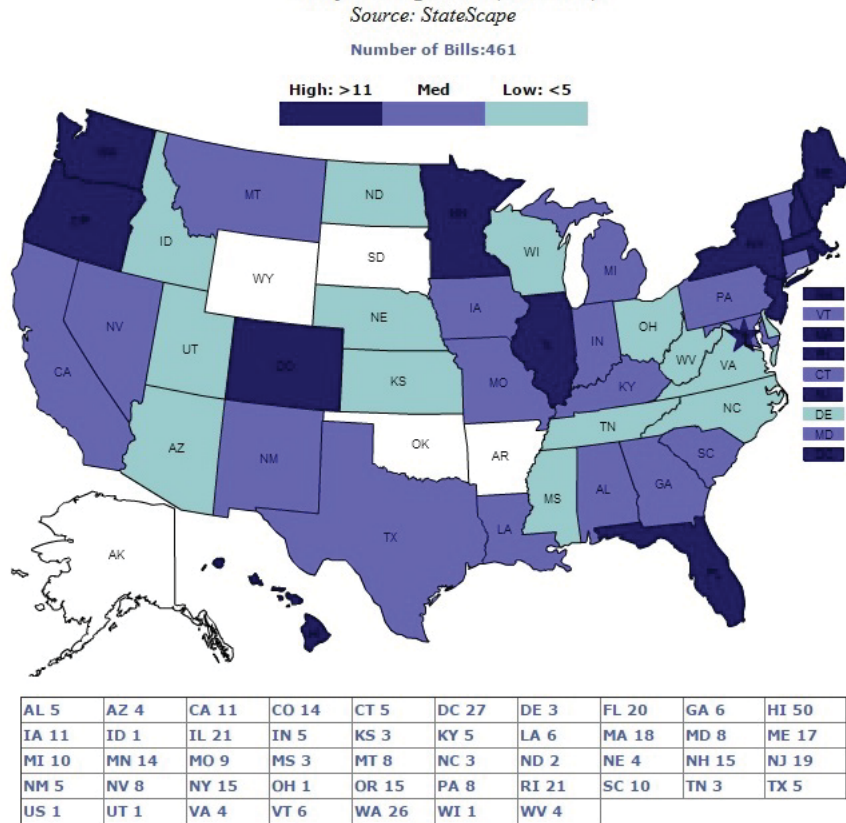 Source: StateScape
Number of Bills:461
High: >11 Med Low: <5
ME
MT
ND
ID
WI
SD
NY
MI
WY
IA
PA
NE
NV
OH
VT
IN
UT
CO
IL
WV
CA
VA
CT
KS
MO
KY
NC
DE
TN
MD
OK
AZ
NM
AR
SC
MS
AL
GA
TX
LA
AK
AL 5 AZ 4 CA 11 CO 14 CT 5 DC 27 DE 3 FL 20 GA 6 HI 50
IA 11 ID 1 IL 21 IN 5 KS 3 KY 5 LA 6 MA 18 MD 8 ME 17
MI 10 MN 14 MO 9 MS 3 MT 8 NC 3 ND 2 NE 4 NH 15 NJ 19
NM 5 NV 8 NY 15 OH 1 OR 15 PA 8 RI 21 SC 10 TN 3 TX 5
US 1 UT 1 VA 4 VT 6 WA 26 WI 1 WV 4